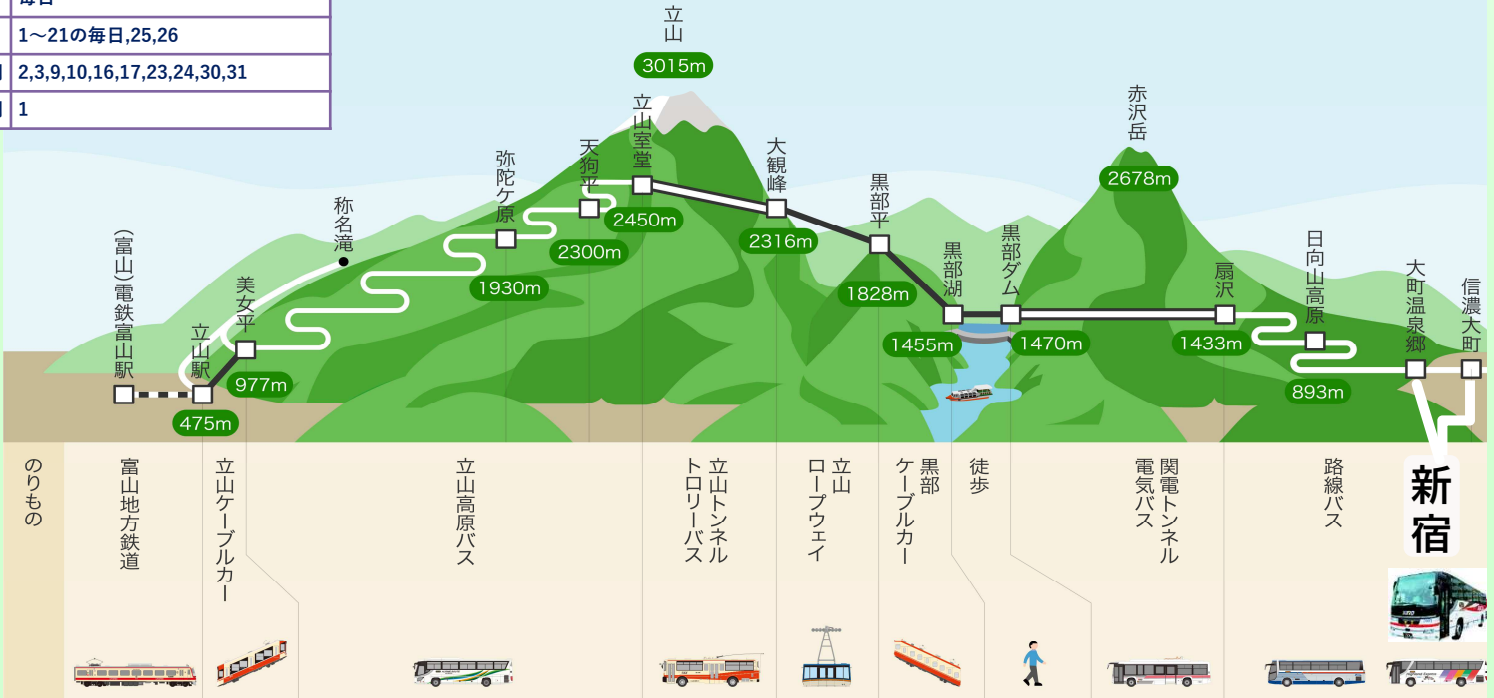 毎日
1～21の毎日,25,26
2,3,9,10,16,17,23,24,30,31
1
立山
3015m
赤沢岳
2678m
立山室堂
2450m
天狗平
2300m
弥陀ケ原
1930m
称名滝
大観峰
2316m
黒部平
1828m
黒部湖
1455m
黒部ダム
1470m
扇沢
1433m
日向山高原
893m
大町温泉郷
信濃大町
美女平
977m
立山駅
475m
(富山)電鉄富山駅
のりもの
富山地方鉄道
立山ケーブルカー
立山高原バス
立山トンネル
トロリーバス
立山
ロープウェイ
黒部
ケーブルカー
徒歩
関電トンネル
電気バス
路線バス
新宿